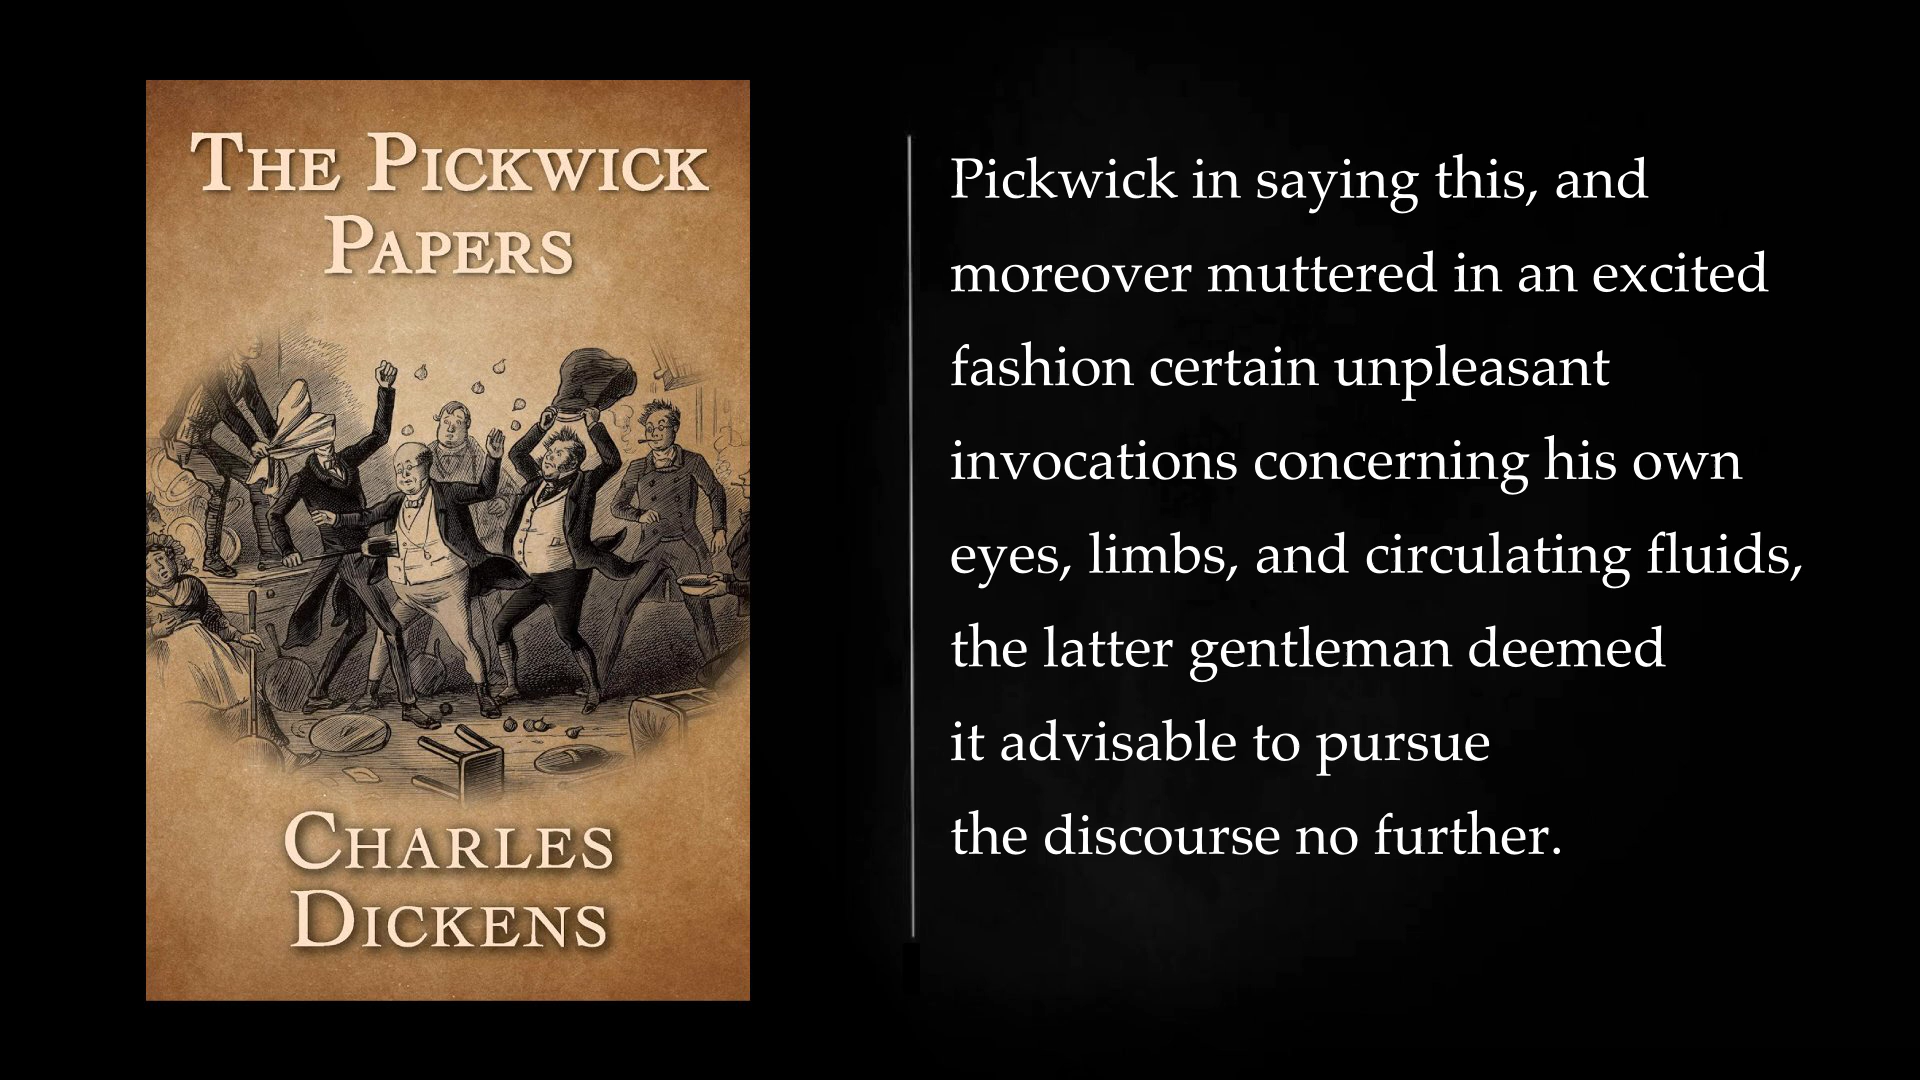 THE PICKWICK
PAPERS
CHARLES
DICKENS
Pickwick in saying this, and
moreover muttered in an excited
fashion certain unpleasant
invocations concerning his own
eyes, limbs, and circulating fluids,
the latter gentleman deemed
it advisable to pursue
the discourse no further.